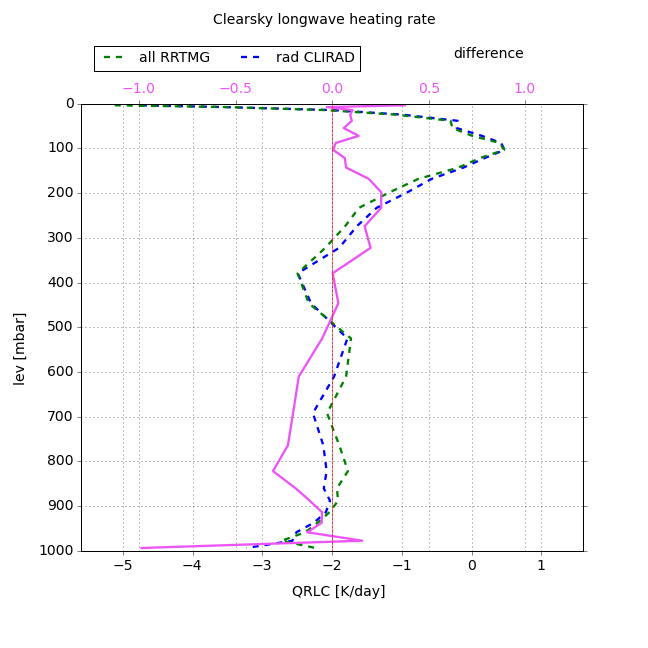 Clearsky longwave heating rate
all RRTMG rad CLIRAD difference
−1.0 −0.5 0.0 0.5 1.0
0
100
200
300
400
500
600
700
800
900
1000
lev [mbar]
−5 −4 −3 −2 −1 0 1
QRLC [K/day]